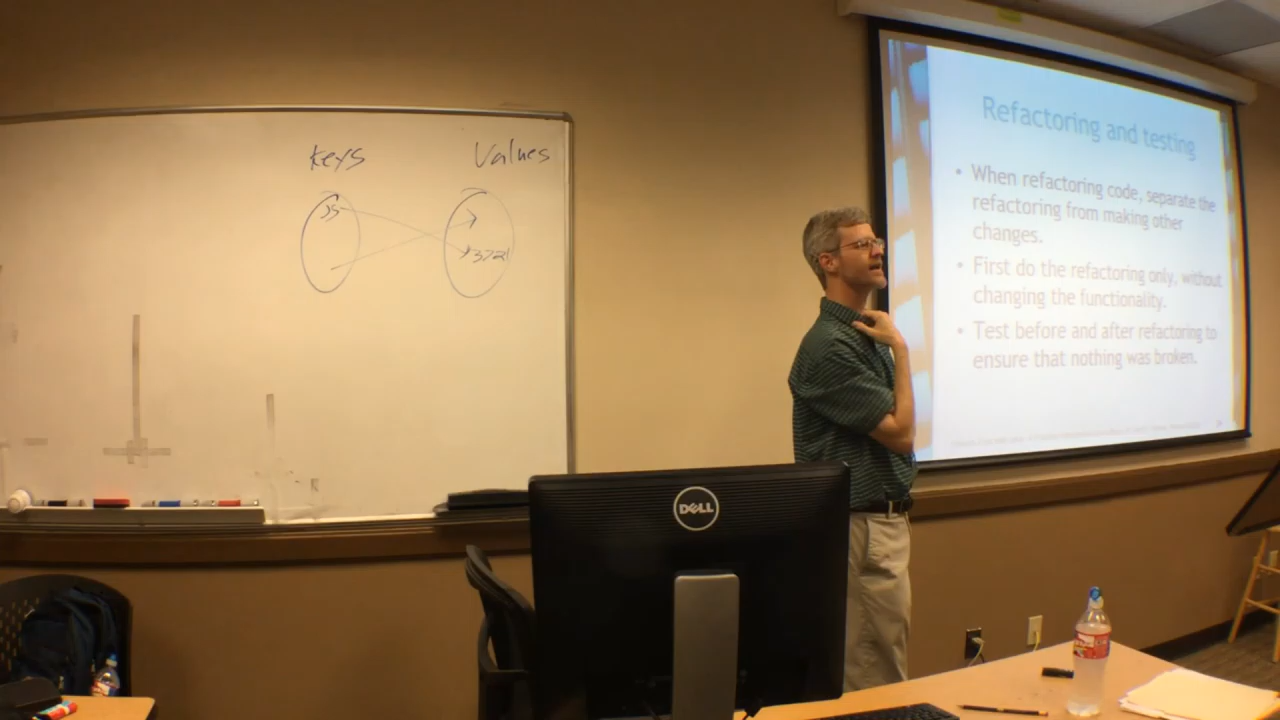 Keys
Values
35
3721
Refactoring and testing
• When refactoring code, separate the
refactoring from making other
changes.
• First do the refactoring only, without
changing the functionality.
• Test before and after refactoring to
ensure that nothing was broken.
DELL